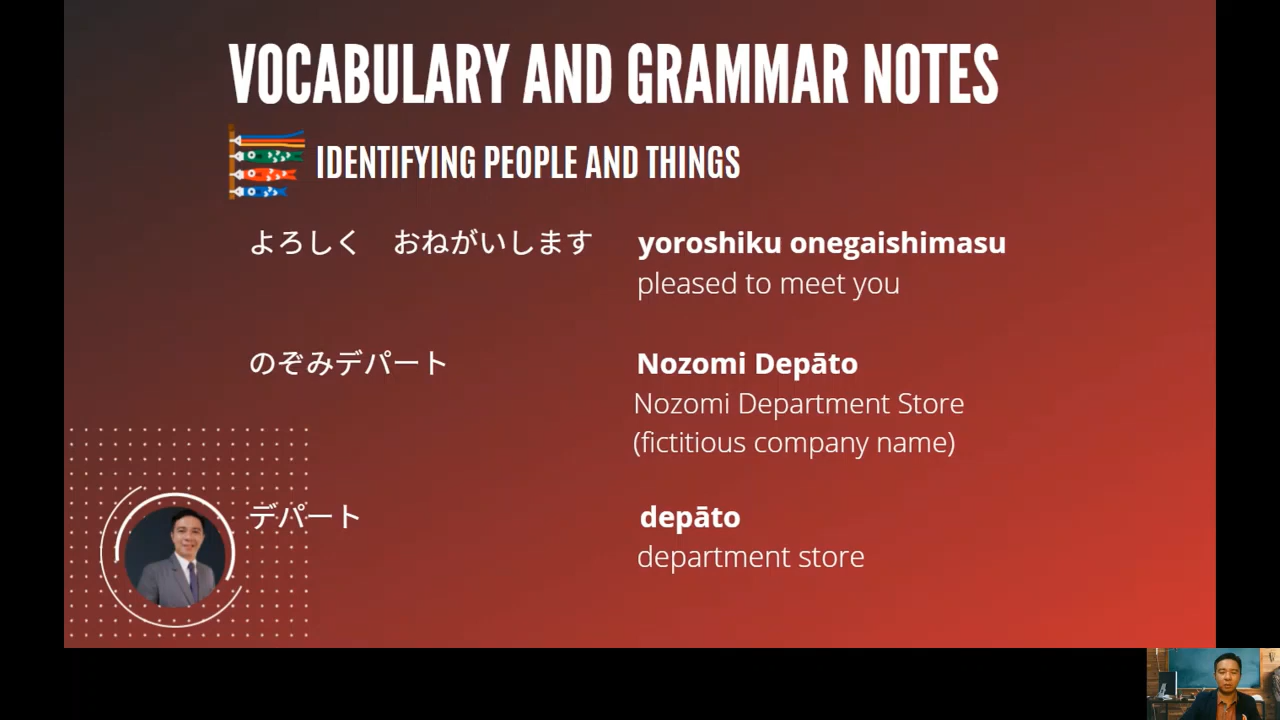 VOCABULARY AND GRAMMAR NOTES
IDENTIFYING PEOPLE AND THINGS
よろしく　おねがいします yoroshiku onegaishimasu
pleased to meet you
のぞみデパート Nozomi Depāto
Nozomi Department Store
(fictitious company name)
デパート depāto
department store